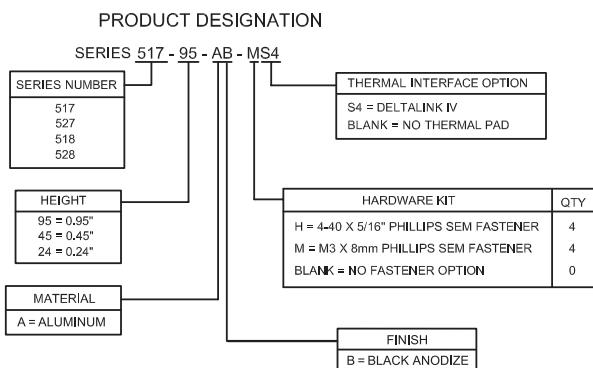 PRODUCT DESIGNATION
SERIES 517 - 95 - AB - MS4
SERIES NUMBER
517
527
518
528
THERMAL INTERFACE OPTION
S4 = DELTALINK IV
BLANK = NO THERMAL PAD
HEIGHT
95 = 0.95"
45 = 0.45"
24 = 0.24"
HARDWARE KIT QTY
H = 4-40 X 5/16" PHILLIPS SEM FASTENER 4
M = M3 X 8mm PHILLIPS SEM FASTENER 4
BLANK = NO FASTENER OPTION 0
MATERIAL
A = ALUMINUM
FINISH
B = BLACK ANODIZE